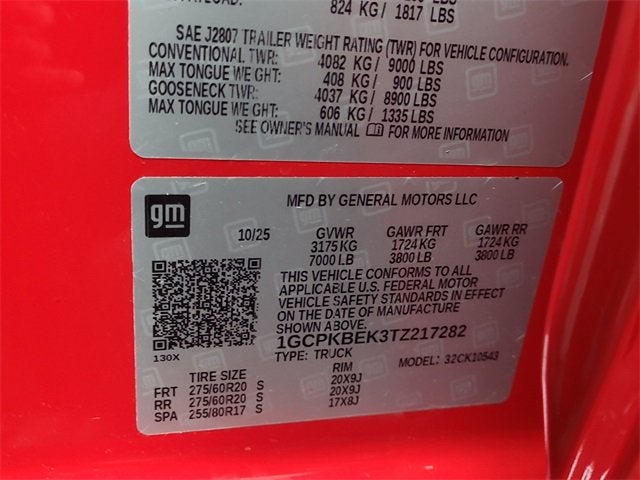 824 KG / 1817 LBS
SAE J2807 TRAILER WEIGHT RATING (TWR) FOR VEHICLE CONFIGURATION.
CONVENTIONAL TWR: 4082 KG / 9000 LBS
MAX TONGUE WEIGHT: 408 KG / 900 LBS
GOOSENECK TWR: 4037 KG / 8900 LBS
MAX TONGUE WEIGHT: 606 KG / 1335 LBS
SEE OWNER'S MANUAL FOR MORE INFORMATION
gm
MFD BY GENERAL MOTORS LLC
10/25 GVWR GAWR FRT GAWR RR
3175 KG 1724 KG 1724 KG
7000 LB 3800 LB 3800 LB
THIS VEHICLE CONFORMS TO ALL
APPLICABLE U.S. FEDERAL MOTOR
VEHICLE SAFETY STANDARDS IN EFFECT
ON THE DATE OF MANUFACTURE
SHOWN ABOVE.
1GCPKBEK3TZ217282
130X
TYPE: TRUCK MODEL: 32CK10543
TIRE SIZE RIM
FRT 275/60R20 S 20X9J
RR 275/60R20 S 20X9J
SPA 255/80R17 S 17X8J